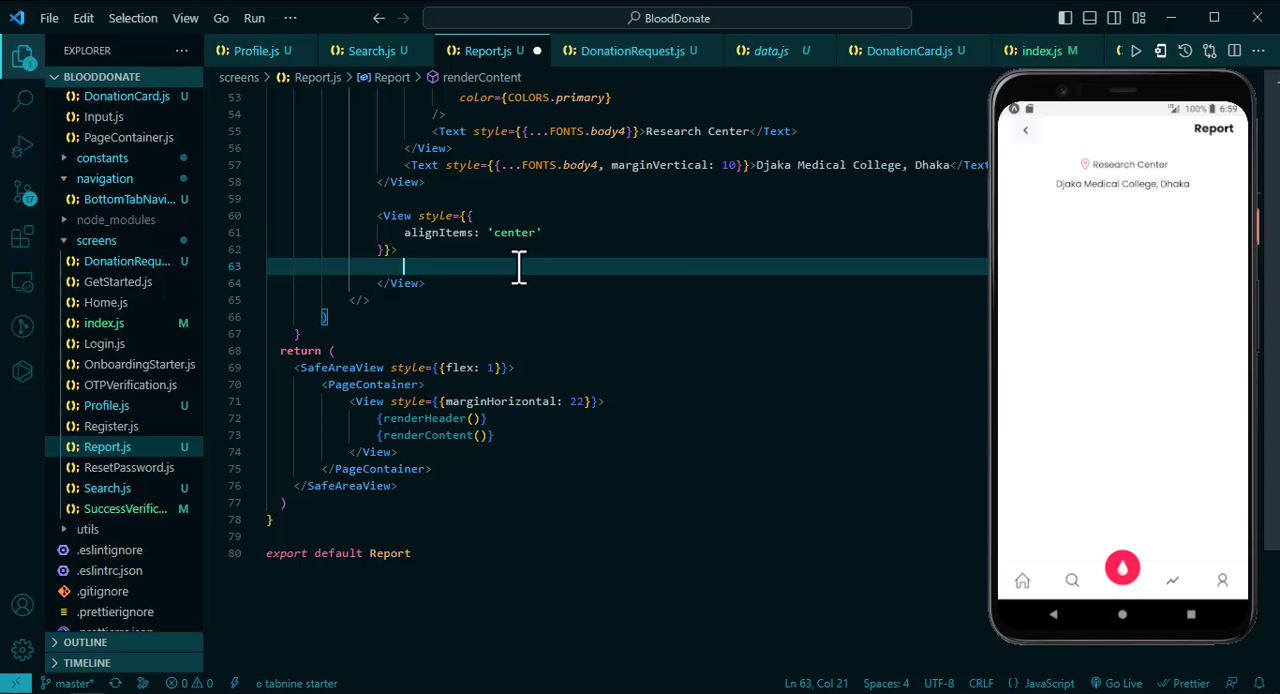 File Edit Selection View Go Run ··· BloodDonate
EXPLORER ···
Profile.js U Search.js U Report.js U DonationRequest.js U data.js U DonationCard.js U index.js M
BLOODDONATE
DonationCard.js U
Input.js
PageContainer.js
constants
navigation
BottomTabNavi... U
node_modules
screens
DonationRequ... U
GetStarted.js
Home.js
index.js M
Login.js
OnboardingStarter.js
OTPVerification.js
Profile.js U
Register.js
Report.js U
ResetPassword.js
Search.js U
SuccessVerific... M
utils
.eslintignore
.eslintrc.json
.gitignore
.prettierignore
OUTLINE
TIMELINE
screens > Report.js > Report > renderContent
53 color={COLORS.primary}
54 />
55 <Text style={{...FONTS.body4}}>Research Center</Text>
56 </View>
57 <Text style={{...FONTS.body4, marginVertical: 10}}>Djaka Medical College, Dhaka</Text
58 </View>
59
60 <View style={{
61 alignItems: 'center'
62 }}>
63
64 </View>
65 </>
66 )
67 }
68 return (
69 <SafeAreaView style={{flex: 1}}>
70 <PageContainer>
71 <View style={{marginHorizontal: 22}}>
72 {renderHeader()}
73 {renderContent()}
74 </View>
75 </PageContainer>
76 </SafeAreaView>
77 )
78 }
79
80 export default Report
100% 6:59
Report
Research Center
Djaka Medical College, Dhaka
1
17
master* 0 0 tabnine starter Ln 63, Col 21 Spaces: 4 UTF-8 CRLF JavaScript Go Live Prettier